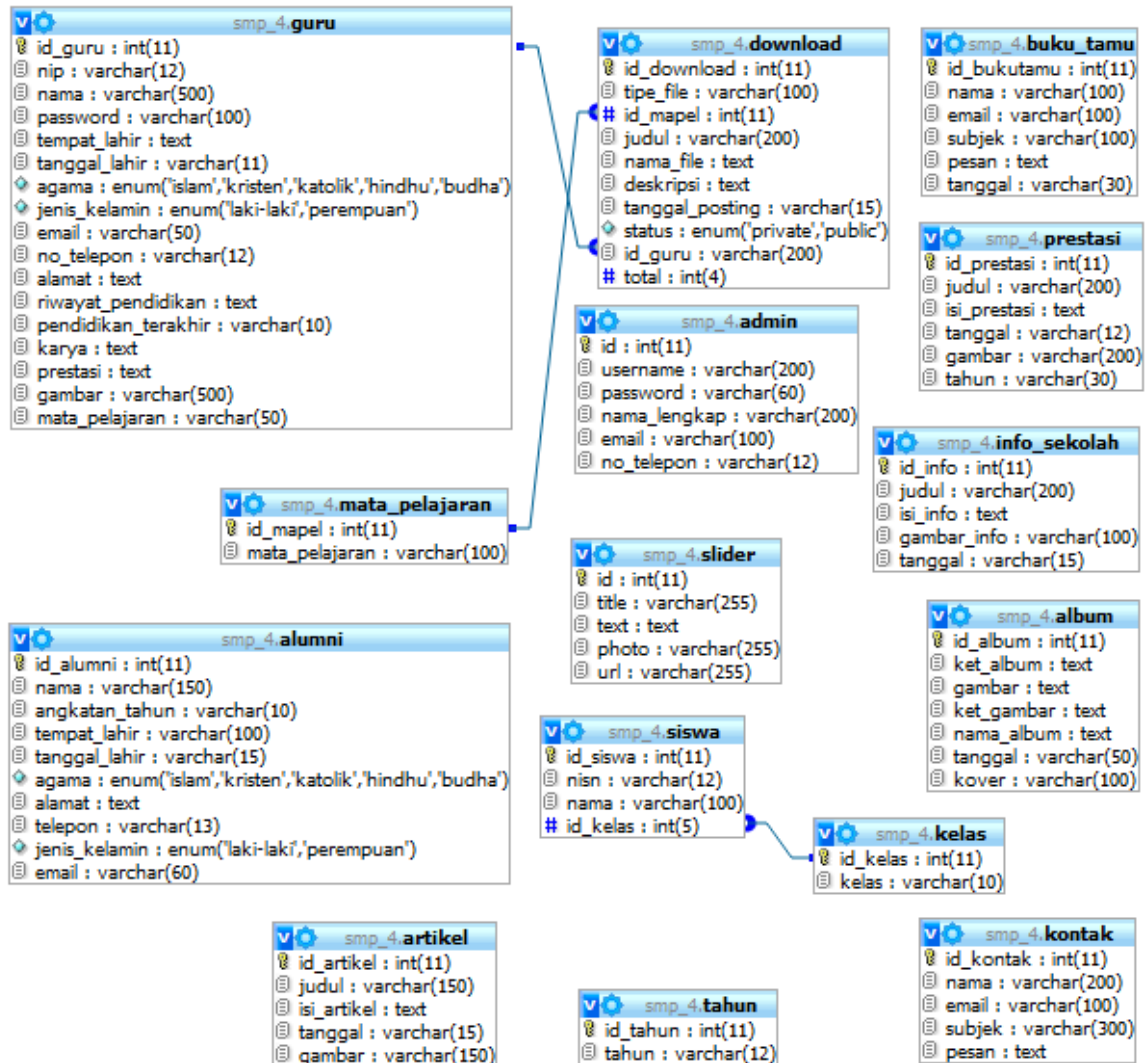 smp_4.guru
id_guru : int(11)
nip : varchar(12)
nama : varchar(500)
password : varchar(100)
tempat_lahir : text
tanggal_lahir : varchar(11)
agama : enum('islam','kristen','katolik','hindhu','budha')
jenis_kelamin : enum('laki-laki','perempuan')
email : varchar(50)
no_telepon : varchar(12)
alamat : text
riwayat_pendidikan : text
pendidikan_terakhir : varchar(10)
karya : text
prestasi : text
gambar : varchar(500)
mata_pelajaran : varchar(50)
smp_4.download
id_download : int(11)
tipe_file : varchar(100)
# id_mapel : int(11)
judul : varchar(200)
nama_file : text
deskripsi : text
tanggal_posting : varchar(15)
status : enum('private','public')
id_guru : varchar(200)
# total : int(4)
smp_4.buku_tamu
id_bukutamu : int(11)
nama : varchar(100)
email : varchar(100)
subjek : varchar(100)
pesan : text
tanggal : varchar(30)
smp_4.prestasi
id_prestasi : int(11)
judul : varchar(200)
isi_prestasi : text
tanggal : varchar(12)
gambar : varchar(200)
tahun : varchar(30)
smp_4.admin
id : int(11)
username : varchar(200)
password : varchar(60)
nama_lengkap : varchar(200)
email : varchar(100)
no_telepon : varchar(12)
smp_4.info_sekolah
id_info : int(11)
judul : varchar(200)
isi_info : text
gambar_info : varchar(100)
tanggal : varchar(15)
smp_4.mata_pelajaran
id_mapel : int(11)
mata_pelajaran : varchar(100)
smp_4.slider
id : int(11)
title : varchar(255)
text : text
photo : varchar(255)
url : varchar(255)
smp_4.album
id_album : int(11)
ket_album : text
gambar : text
ket_gambar : text
nama_album : text
tanggal : varchar(50)
kover : varchar(100)
smp_4.alumni
id_alumni : int(11)
nama : varchar(150)
angkatan_tahun : varchar(10)
tempat_lahir : varchar(100)
tanggal_lahir : varchar(15)
agama : enum('islam','kristen','katolik','hindhu','budha')
alamat : text
telepon : varchar(13)
jenis_kelamin : enum('laki-laki','perempuan')
email : varchar(60)
smp_4.siswa
id_siswa : int(11)
nisn : varchar(12)
nama : varchar(100)
# id_kelas : int(5)
smp_4.kelas
id_kelas : int(11)
kelas : varchar(10)
smp_4.artikel
id_artikel : int(11)
judul : varchar(150)
isi_artikel : text
tanggal : varchar(15)
gambar : varchar(150)
smp_4.tahun
id_tahun : int(11)
tahun : varchar(12)
smp_4.kontak
id_kontak : int(11)
nama : varchar(200)
email : varchar(100)
subjek : varchar(300)
pesan : text